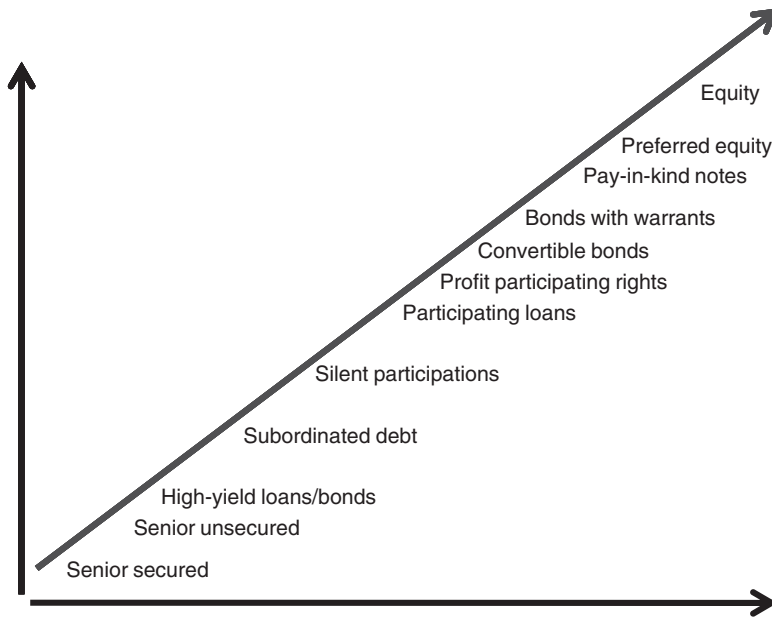 Equity
Preferred equity
Pay-in-kind notes
Bonds with warrants
Convertible bonds
Profit participating rights
Participating loans
Silent participations
Subordinated debt
High-yield loans/bonds
Senior unsecured
Senior secured